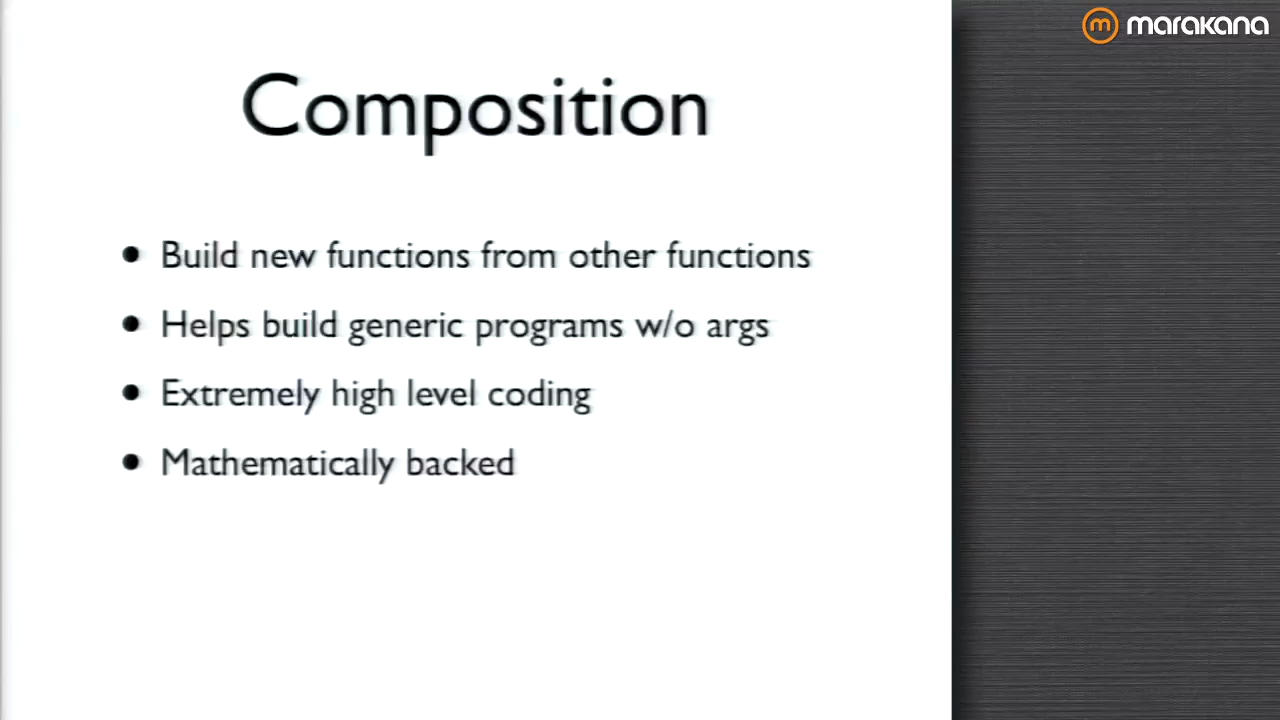 marakana
Composition
• Build new functions from other functions
• Helps build generic programs w/o args
• Extremely high level coding
• Mathematically backed